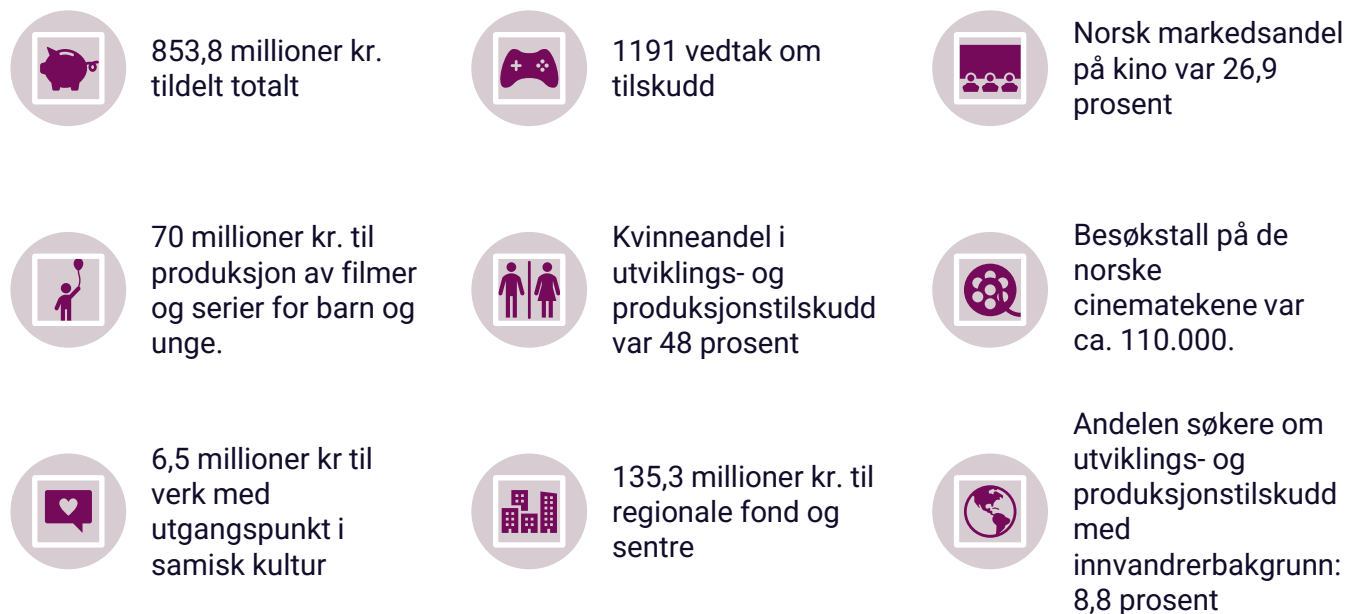 853,8 millioner kr.
tildelt totalt
1191 vedtak om
tilskudd
Norsk markedsandel
på kino var 26,9
prosent
70 millioner kr. til
produksjon av filmer
og serier for barn og
unge.
Kvinneandel i
utviklings- og
produksjonstilskudd
var 48 prosent
Besøkstall på de
norske
cinematekene var
ca. 110.000.
6,5 millioner kr til
verk med
utgangspunkt i
samisk kultur
135,3 millioner kr. til
regionale fond og
sentre
Andelen søkere om
utviklings- og
produksjonstilskudd
med
innvandrerbakgrunn:
8,8 prosent